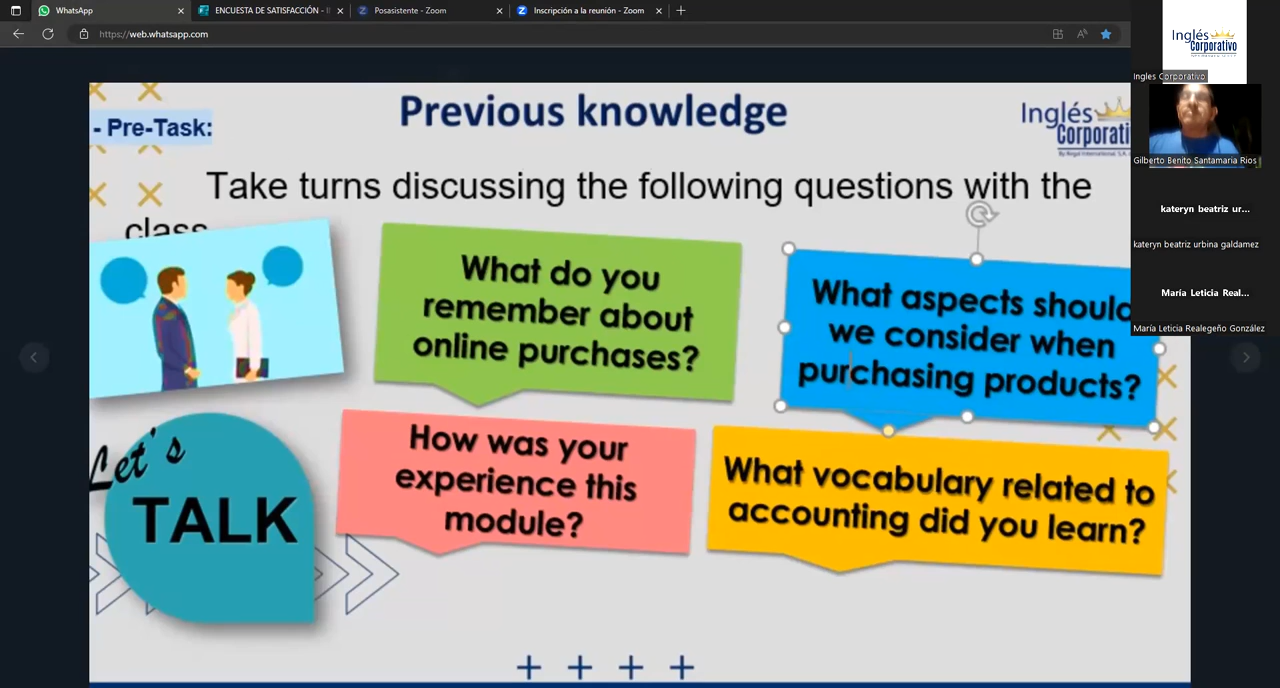 WhatsApp
ENCUESTA DE SATISFACCIÓN - I
Posasistente - Zoom
Inscripción a la reunión - Zoom
https://web.whatsapp.com
Previous knowledge
- Pre-Task:
Inglés
Corporati
Take turns discussing the following questions with the
class
What do you
remember about
online purchases?
What aspects should
we consider when
purchasing products?
How was your
experience this
module?
What vocabulary related to
accounting did you learn?
Let's
TALK
Inglés
Corporativo
Ingles Corporativo
Gilberto Benito Santamaria Rios
kateryn beatriz ur...
kateryn beatriz urbina galdamez
María Leticia Real...
María Leticia Realegeño González